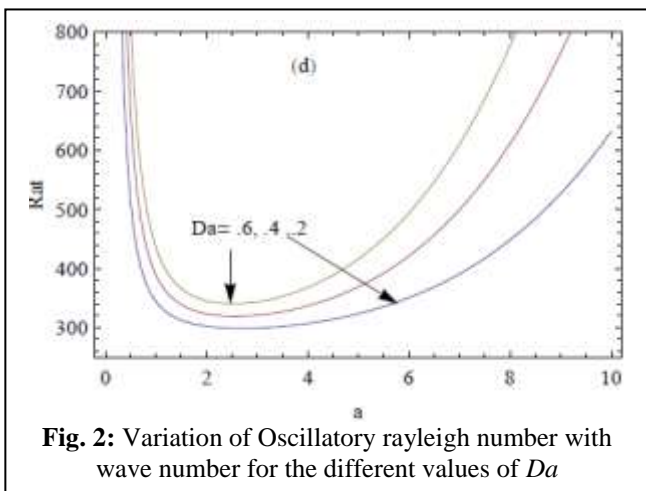 800
(d)
700
600
Rat
500
Da= .6, .4 .2
400
300
0 2 4 6 8 10
a
Fig. 2: Variation of Oscillatory rayleigh number with
wave number for the different values of Da